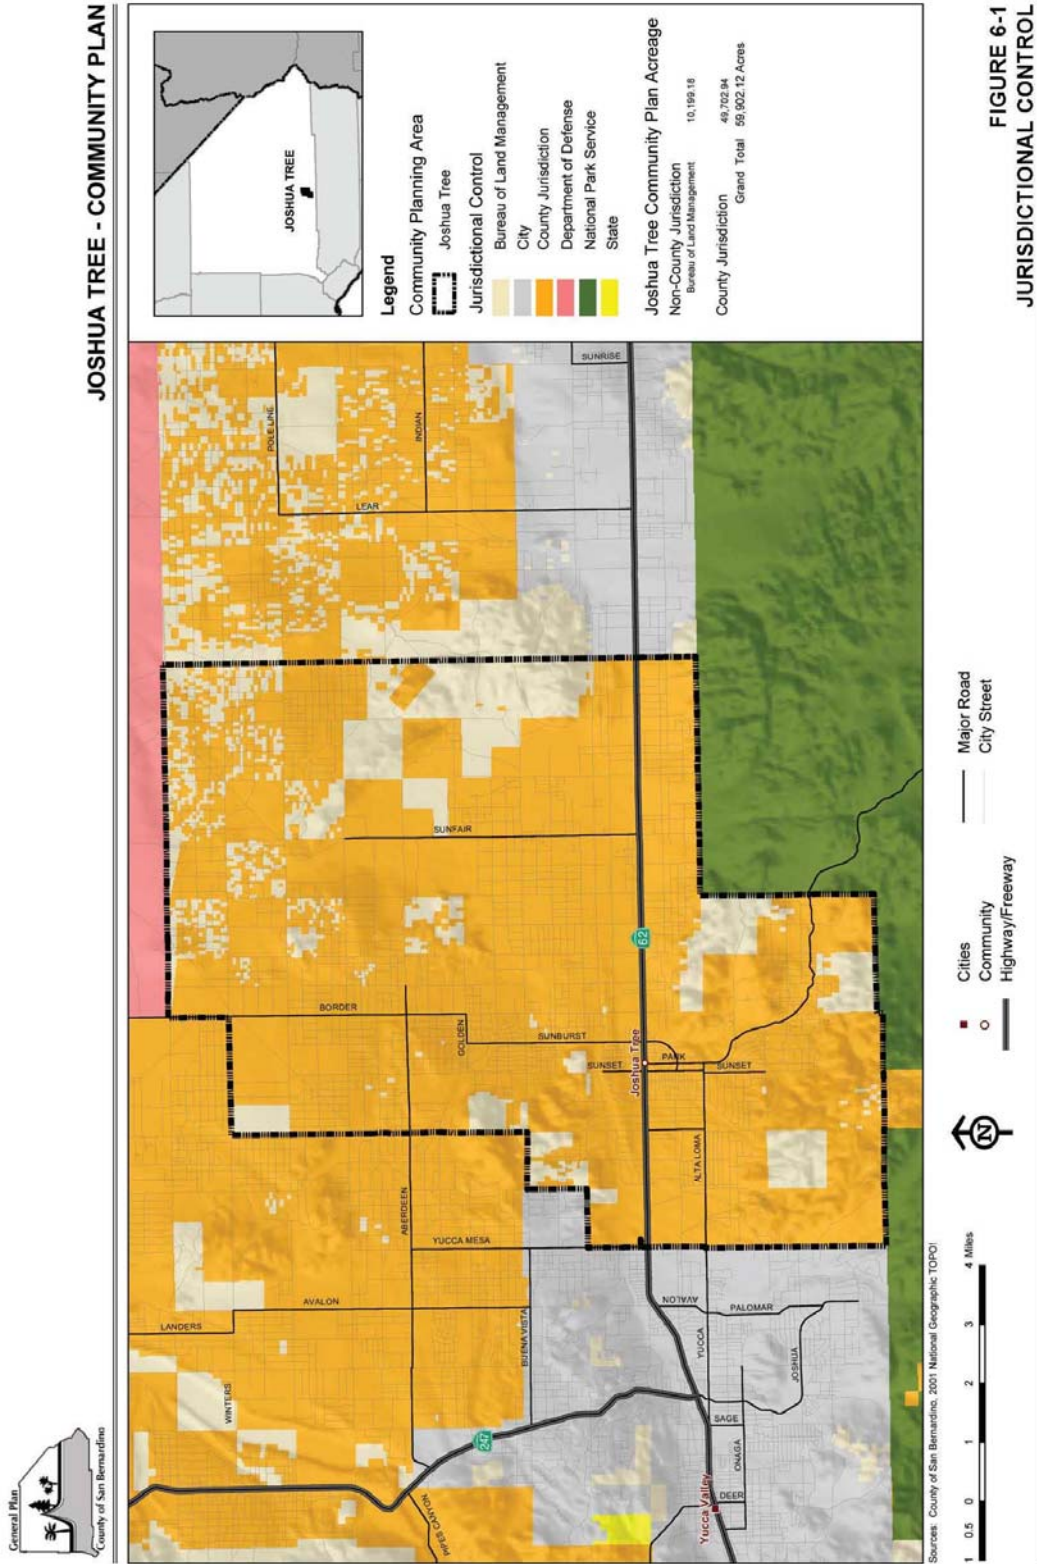 General Plan
County of San Bernardino
JOSHUA TREE - COMMUNITY PLAN
JOSHUA TREE
Legend
Community Planning Area
Joshua Tree
Jurisdictional Control
Bureau of Land Management
City
County Jurisdiction
Department of Defense
National Park Service
State
Joshua Tree Community Plan Acreage
Non-County Jurisdiction
Bureau of Land Management 10,199.18
County Jurisdiction 49,702.94
Grand Total 59,902.12 Acres
POLE LINE
INDIAN
SUNRISE
LEAR
SUNFAIR
62
BORDER
GOLDEN
SUNBURST
SUNSET
Joshua Tree
PARK
SUNSET
ABERDEEN
ALTA LOMA
YUCCA MESA
AVALON
LANDERS
BUENA VISTA
AVALON
PALOMAR
YUCCA
JOSHUA
WINTERS
247
SAGE
ONAGA
DEER
Yucca Valley
PIPES CANYON
Sources: County of San Bernardino, 2001 National Geographic TOPO!
1 0.5 0 1 2 3 4 Miles
N
Cities
Community
Highway/Freeway
Major Road
City Street
FIGURE 6-1
JURISDICTIONAL CONTROL